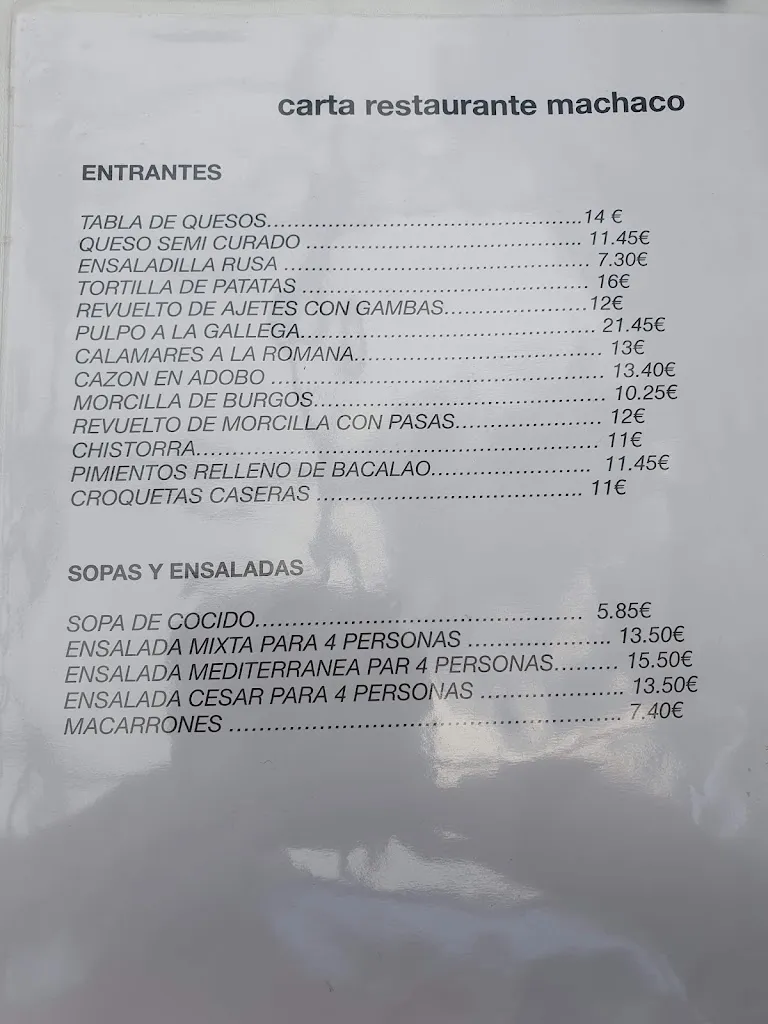 carta restaurante machaco
ENTRANTES
TABLA DE QUESOS..................................................14 €
QUESO SEMI CURADO ............................................ 11.45€
ENSALADILLA RUSA ................................................ 7.30€
TORTILLA DE PATATAS ............................................. 16€
REVUELTO DE AJETES CON GAMBAS.......................12€
PULPO A LA GALLEGA.............................................. 21.45€
CALAMARES A LA ROMANA....................................... 13€
CAZON EN ADOBO .................................................... 13.40€
MORCILLA DE BURGOS.............................................. 10.25€
REVUELTO DE MORCILLA CON PASAS....................... 12€
CHISTORRA............................................................... 11€
PIMIENTOS RELLENO DE BACALAO......................... 11.45€
CROQUETAS CASERAS .......................................... 11€
SOPAS Y ENSALADAS
SOPA DE COCIDO.................................................... 5.85€
ENSALADA MIXTA PARA 4 PERSONAS ...................... 13.50€
ENSALADA MEDITERRANEA PAR 4 PERSONAS......... 15.50€
ENSALADA CESAR PARA 4 PERSONAS ...................... 13.50€
MACARRONES ............................................................ 7.40€